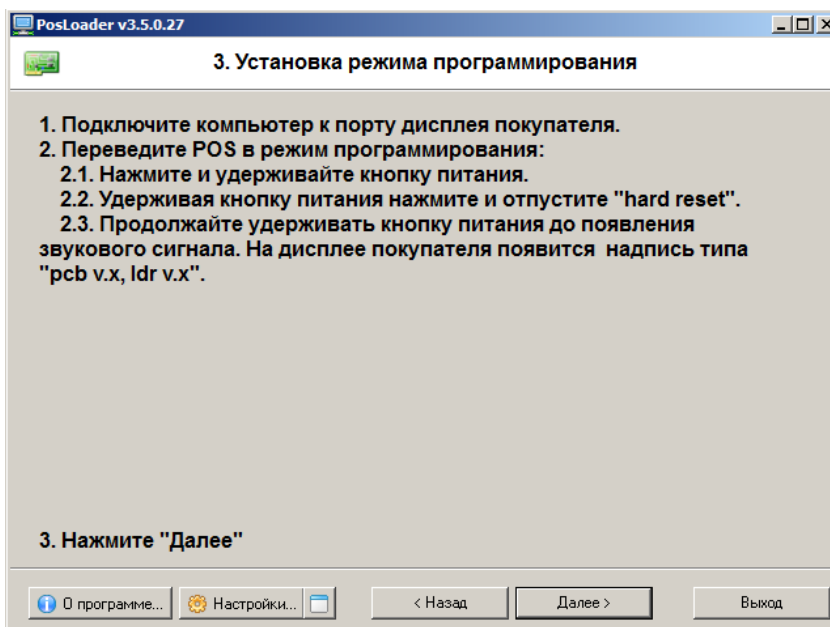 PosLoader v3.5.0.27
3. Установка режима программирования
1. Подключите компьютер к порту дисплея покупателя.
2. Переведите POS в режим программирования:
2.1. Нажмите и удерживайте кнопку питания.
2.2. Удерживая кнопку питания нажмите и отпустите "hard reset".
2.3. Продолжайте удерживать кнопку питания до появления
звукового сигнала. На дисплее покупателя появится надпись типа
"pcb v.x, ldr v.x".
3. Нажмите "Далее"
О программе...
Настройки...
< Назад
Далее >
Выход